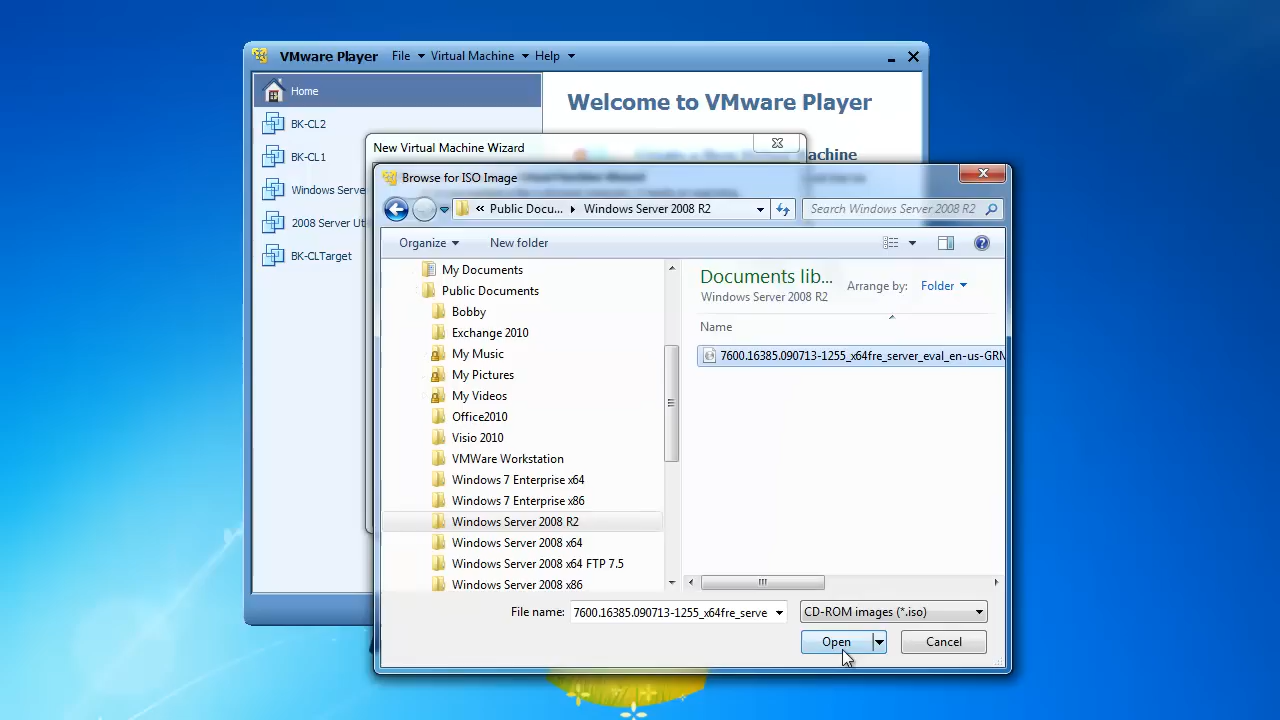 VMware Player File Virtual Machine Help
Home
BK-CL2
BK-CL1
Windows Serve
2008 Server Ut
BK-CLTarget
Welcome to VMware Player
achine
New Virtual Machine Wizard
Browse for ISO Image
« Public Docu... Windows Server 2008 R2
Search Windows Server 2008 R2
Organize New folder
My Documents
Public Documents
Bobby
Exchange 2010
My Music
My Pictures
My Videos
Office2010
Visio 2010
VMWare Workstation
Windows 7 Enterprise x64
Windows 7 Enterprise x86
Windows Server 2008 R2
Windows Server 2008 x64
Windows Server 2008 x64 FTP 7.5
Windows Server 2008 x86
Documents lib...
Windows Server 2008 R2
Arrange by: Folder
Name
7600.16385.090713-1255_x64fre_server_eval_en-us-GRM
File name: 7600.16385.090713-1255_x64fre_serve
CD-ROM images (*.iso)
Open Cancel